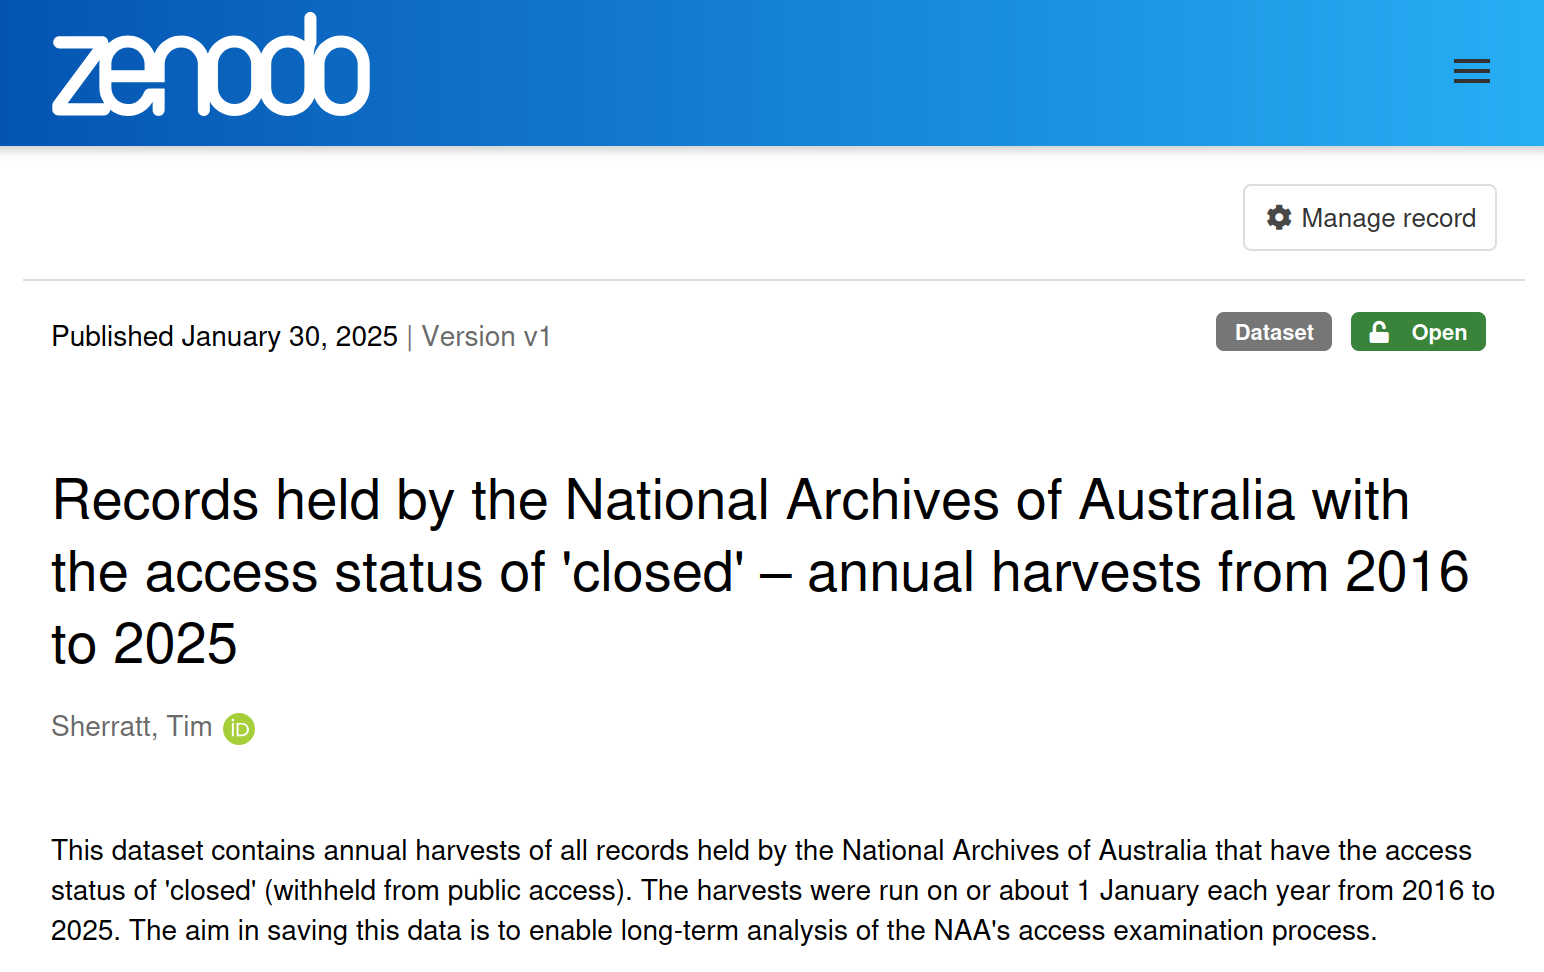 zenodo
Manage record
Published January 30, 2025 | Version v1
Dataset
Open
Records held by the National Archives of Australia with
the access status of 'closed' – annual harvests from 2016
to 2025
Sherratt, Tim iD
This dataset contains annual harvests of all records held by the National Archives of Australia that have the access
status of 'closed' (withheld from public access). The harvests were run on or about 1 January each year from 2016 to
2025. The aim in saving this data is to enable long-term analysis of the NAA's access examination process.